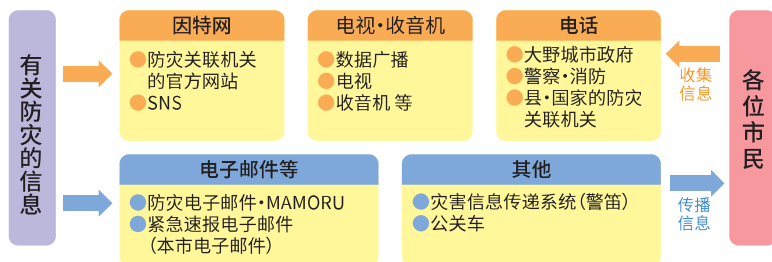 有关防灾的信息
因特网
●防灾关联机关
的官方网站
●SNS
电视·收音机
●数据广播
●电视
●收音机 等
电话
●大野城市政府
●警察·消防
●县·国家的防灾
关联机关
收集
信息
各位市民
电子邮件等
●防灾电子邮件·MAMORU
●紧急速报电子邮件
（本市电子邮件）
其他
●灾害信息传递系统（警笛）
●公关车
传播
信息